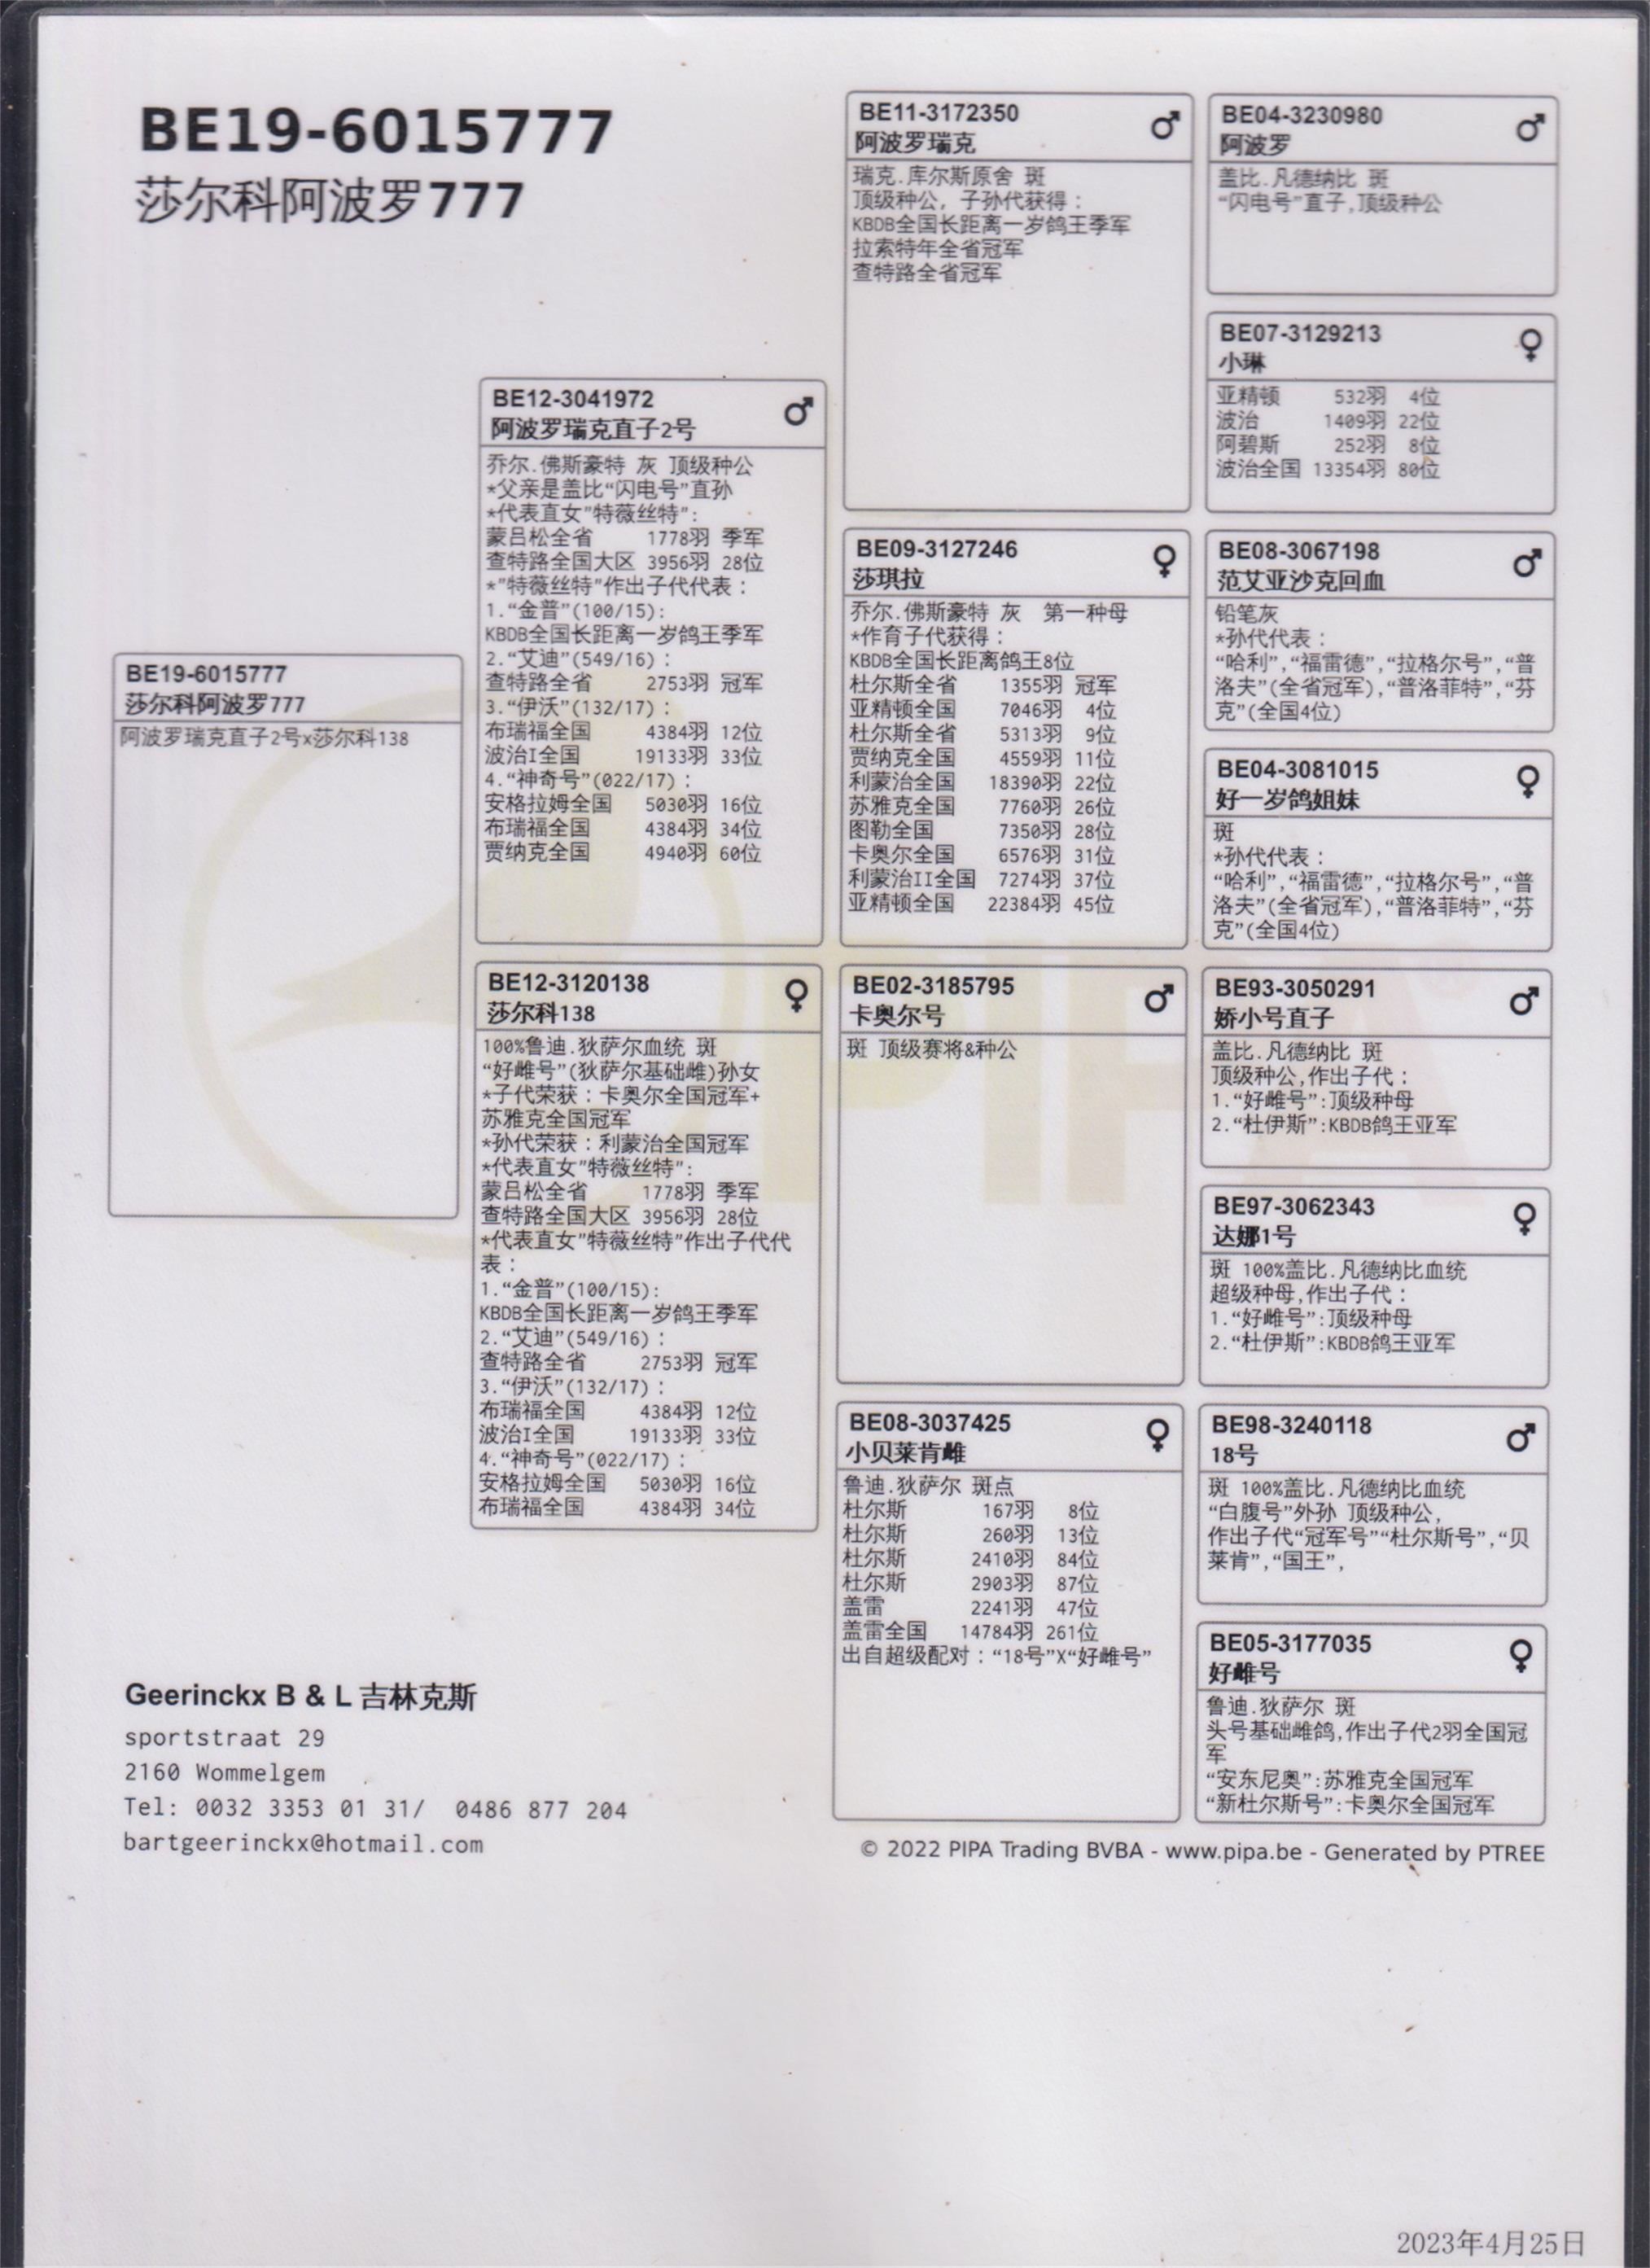 BE19-6015777
莎尔科阿波罗777
BE19-6015777
莎尔科阿波罗777
阿波罗瑞克直子2号x莎尔科138
BE12-3041972 ♂
阿波罗瑞克直子2号
乔尔.佛斯豪特 灰 顶级种公
*父亲是盖比“闪电号”直孙
*代表直女”特薇丝特”:
蒙吕松全省 1778羽 季军
查特路全国大区 3956羽 28位
*”特薇丝特”作出子代代表：
1.“金普”(100/15):
KBDB全国长距离一岁鸽王季军
2.“艾迪”(549/16)：
查特路全省 2753羽 冠军
3.“伊沃”(132/17)：
布瑞福全国 4384羽 12位
波治I全国 19133羽 33位
4.“神奇号”(022/17)：
安格拉姆全国 5030羽 16位
布瑞福全国 4384羽 34位
贾纳克全国 4940羽 60位
BE12-3120138 ♀
莎尔科138
100%鲁迪.狄萨尔血统 斑
“好雌号”(狄萨尔基础雌)孙女
*子代荣获：卡奥尔全国冠军+
苏雅克全国冠军
*孙代荣获：利蒙治全国冠军
*代表直女”特薇丝特”:
蒙吕松全省 1778羽 季军
查特路全国大区 3956羽 28位
*代表直女”特薇丝特”作出子代代
表：
1.“金普”(100/15):
KBDB全国长距离一岁鸽王季军
2.“艾迪”(549/16)：
查特路全省 2753羽 冠军
3.“伊沃”(132/17)：
布瑞福全国 4384羽 12位
波治I全国 19133羽 33位
4.“神奇号”(022/17)：
安格拉姆全国 5030羽 16位
布瑞福全国 4384羽 34位
BE11-3172350 ♂
阿波罗瑞克
瑞克.库尔斯原舍 斑
顶级种公, 子孙代获得：
KBDB全国长距离一岁鸽王季军
拉索特年全省冠军
查特路全省冠军
BE09-3127246 ♀
莎琪拉
乔尔.佛斯豪特 灰 第一种母
*作育子代获得：
KBDB全国长距离鸽王8位
杜尔斯全省 1355羽 冠军
亚精顿全国 7046羽 4位
杜尔斯全省 5313羽 9位
贾纳克全国 4559羽 11位
利蒙治全国 18390羽 22位
苏雅克全国 7760羽 26位
图勒全国 7350羽 28位
卡奥尔全国 6576羽 31位
利蒙治II全国 7274羽 37位
亚精顿全国 22384羽 45位
BE02-3185795 ♂
卡奥尔号
斑 顶级赛将&种公
BE08-3037425 ♀
小贝莱肯雌
鲁迪.狄萨尔 斑点
杜尔斯 167羽 8位
杜尔斯 260羽 13位
杜尔斯 2410羽 84位
杜尔斯 2903羽 87位
盖雷 2241羽 47位
盖雷全国 14784羽 261位
出自超级配对：“18号”X“好雌号”
BE04-3230980 ♂
阿波罗
盖比.凡德纳比 斑
“闪电号”直子,顶级种公
BE07-3129213 ♀
小琳
亚精顿 532羽 4位
波治 1409羽 22位
阿碧斯 252羽 8位
波治全国 13354羽 80位
BE08-3067198 ♂
范艾亚沙克回血
铅笔灰
*孙代代表：
“哈利”,“福雷德”,“拉格尔号”,“普
洛夫”(全省冠军),“普洛菲特”,“芬
克”(全国4位)
BE04-3081015 ♀
好一岁鸽姐妹
斑
*孙代代表：
“哈利”,“福雷德”,“拉格尔号”,“普
洛夫”(全省冠军),“普洛菲特”,“芬
克”(全国4位)
BE93-3050291 ♂
娇小号直子
盖比.凡德纳比 斑
顶级种公,作出子代：
1.“好雌号”:顶级种母
2.“杜伊斯”:KBDB鸽王亚军
BE97-3062343 ♀
达娜1号
斑 100%盖比.凡德纳比血统
超级种母,作出子代：
1.“好雌号”:顶级种母
2.“杜伊斯”:KBDB鸽王亚军
BE98-3240118 ♂
18号
斑 100%盖比.凡德纳比血统
“白腹号”外孙 顶级种公,
作出子代“冠军号”“杜尔斯号”,“贝
莱肯”,“国王”,
BE05-3177035 ♀
好雌号
鲁迪.狄萨尔 斑
头号基础雌鸽,作出子代2羽全国冠
军
“安东尼奥”:苏雅克全国冠军
“新杜尔斯号”:卡奥尔全国冠军
PIPA
Geerinckx B & L 吉林克斯
sportstraat 29
2160 Wommelgem
Tel: 0032 3353 01 31/ 0486 877 204
bartgeerinckx@hotmail.com
© 2022 PIPA Trading BVBA - www.pipa.be - Generated by PTREE
2023年4月25日